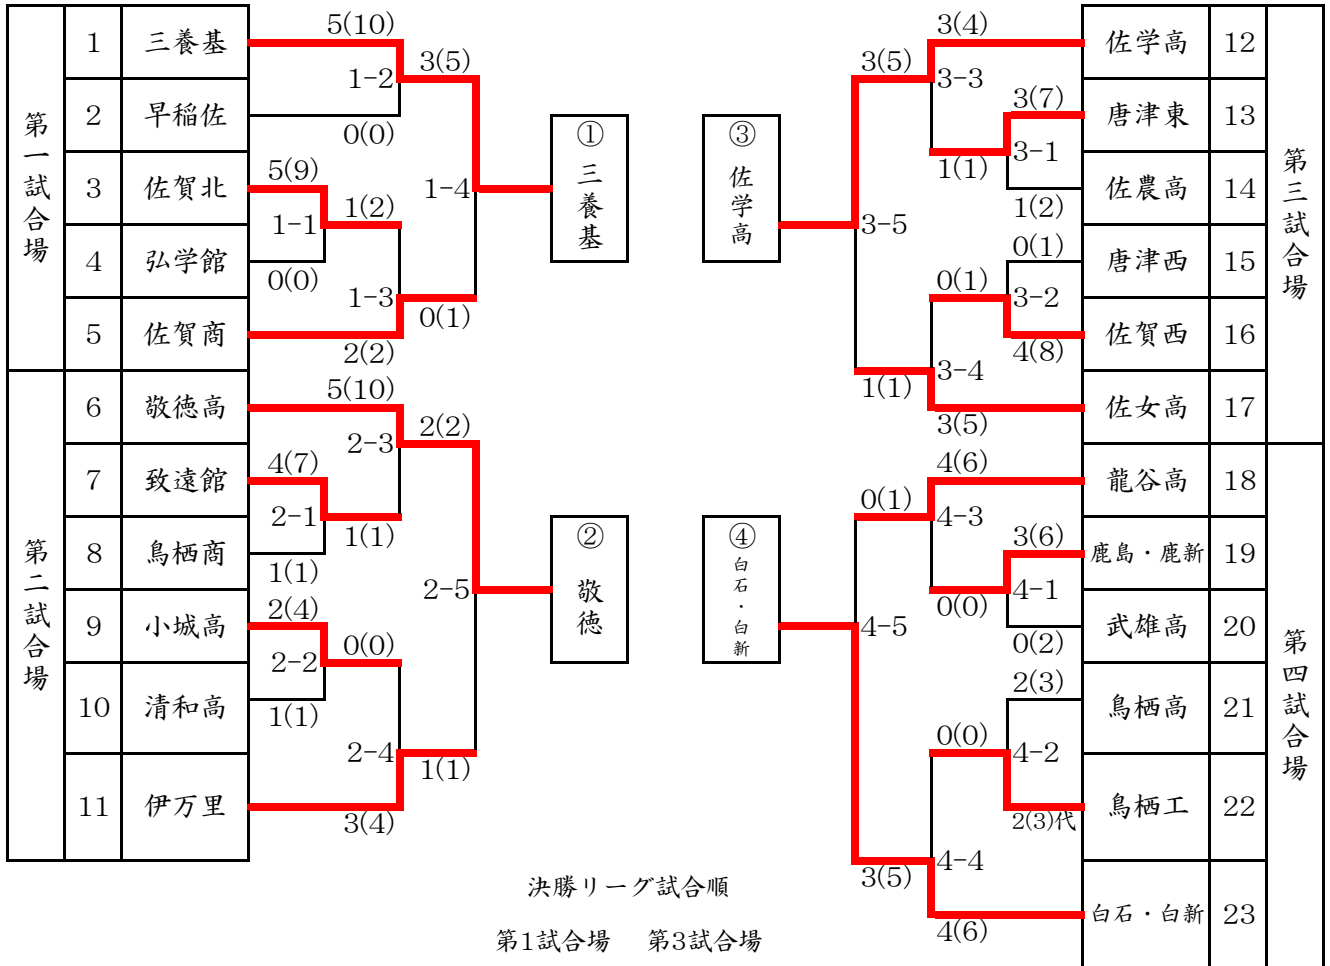 第一試合場
1 三養基
2 早稲佐
3 佐賀北
4 弘学館
5 佐賀商
第二試合場
6 敬徳高
7 致遠館
8 鳥栖商
9 小城高
10 清和高
11 伊万里
5(10)
1-2
0(0)
3(5)
5(9)
1-1
0(0)
1(2)
1-3
2(2)
0(1)
1-4
① 三養基
5(10)
2-3
2(2)
4(7)
2-1
1(1)
1(1)
2(4)
2-2
1(1)
0(0)
2-4
3(4)
1(1)
2-5
② 敬徳
③ 佐学高
3(5)
3(4)
3-3
3(7)
3-1
1(2)
1(1)
3-5
0(1)
3-2
4(8)
0(1)
3-4
3(5)
1(1)
④ 白石・白新
0(1)
4(6)
4-3
3(6)
4-1
0(2)
0(0)
4-5
2(3)
4-2
2(3)代
0(0)
4-4
4(6)
3(5)
佐学高 12
唐津東 13
佐農高 14
唐津西 15
佐賀西 16
佐女高 17
第三試合場
龍谷高 18
鹿島・鹿新 19
武雄高 20
鳥栖高 21
鳥栖工 22
白石・白新 23
第四試合場
決勝リーグ試合順
第1試合場 第3試合場